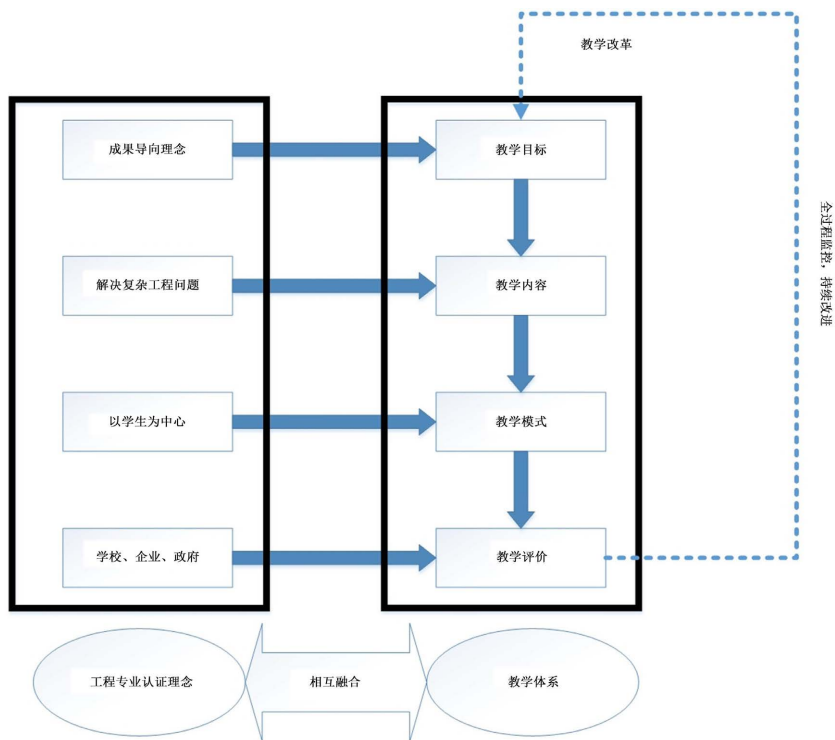 教学改革
成果导向理念
教学目标
全过程监控，持续改进
解决复杂工程问题
教学内容
以学生为中心
教学模式
学校、企业、政府
教学评价
工程专业认证理念
相互融合
教学体系